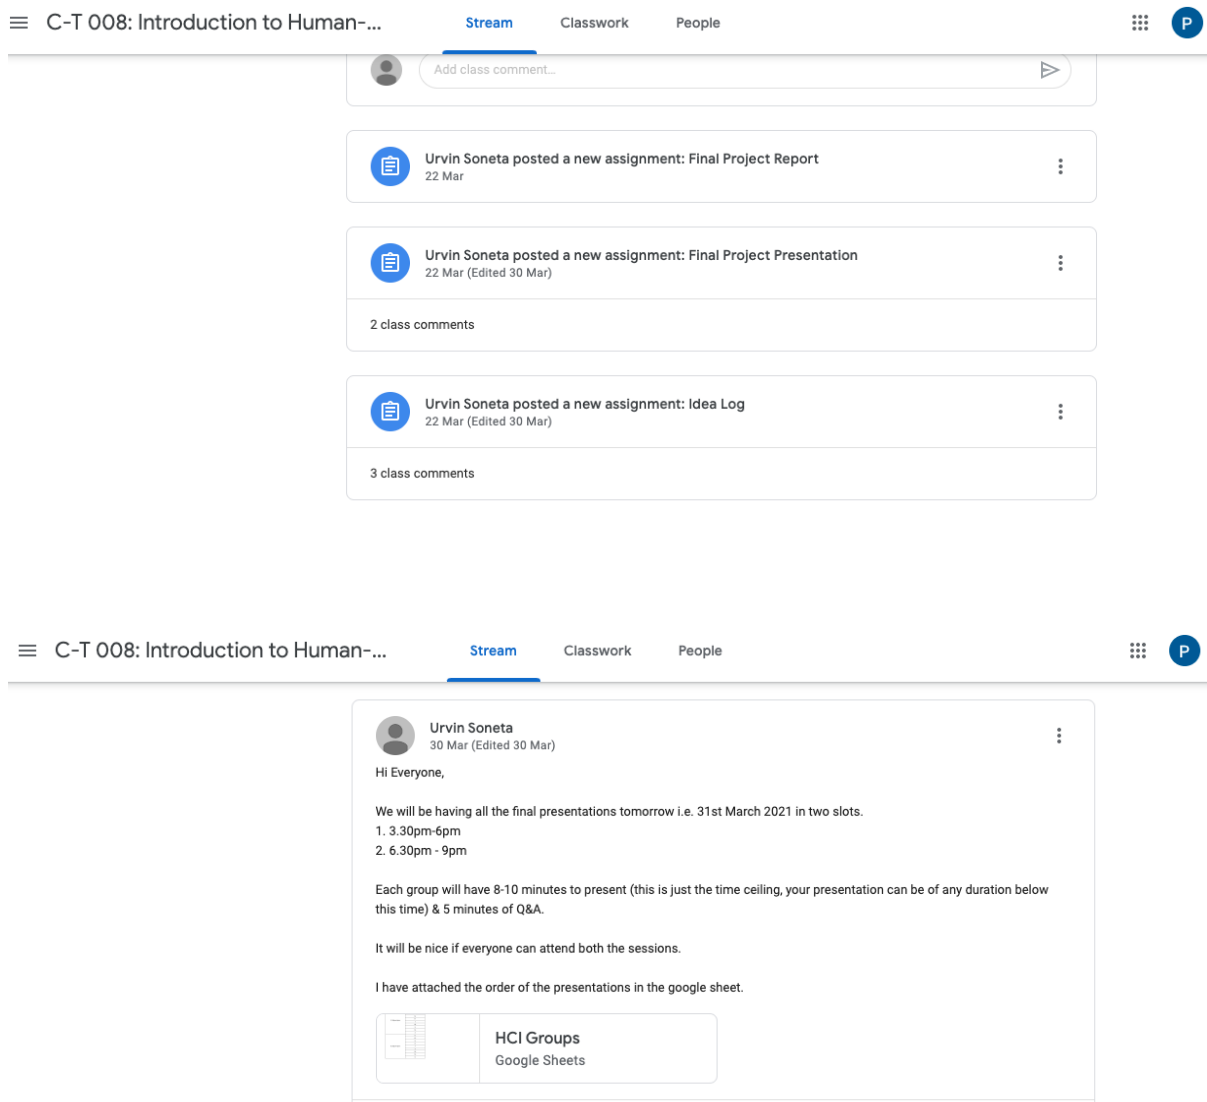 C-T 008: Introduction to Human-...
Stream
Classwork
People
P
Add class comment...
Urvin Soneta posted a new assignment: Final Project Report
22 Mar
Urvin Soneta posted a new assignment: Final Project Presentation
22 Mar (Edited 30 Mar)
2 class comments
Urvin Soneta posted a new assignment: Idea Log
22 Mar (Edited 30 Mar)
3 class comments
C-T 008: Introduction to Human-...
Stream
Classwork
People
P
Urvin Soneta
30 Mar (Edited 30 Mar)
Hi Everyone,
We will be having all the final presentations tomorrow i.e. 31st March 2021 in two slots.
1. 3.30pm-6pm
2. 6.30pm - 9pm
Each group will have 8-10 minutes to present (this is just the time ceiling, your presentation can be of any duration below
this time) & 5 minutes of Q&A.
It will be nice if everyone can attend both the sessions.
I have attached the order of the presentations in the google sheet.
HCI Groups
Google Sheets